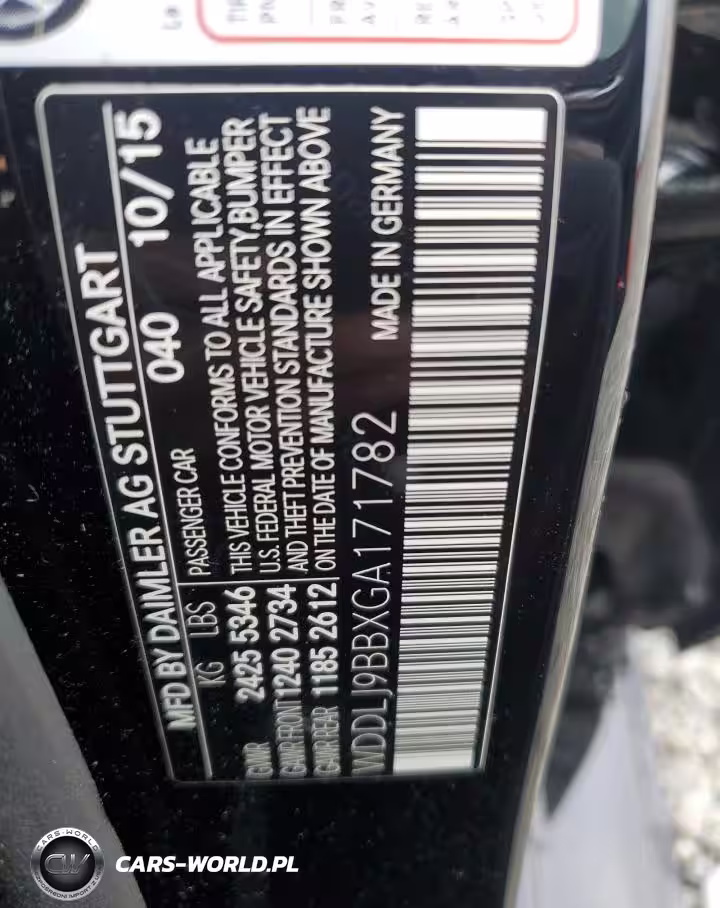 MFD BY DAIMLER AG STUTTGART 10/15
KG LBS PASSENGER CAR 040
GVWR 2425 5346 THIS VEHICLE CONFORMS TO ALL APPLICABLE
GAWR FRONT 1240 2734 U.S. FEDERAL MOTOR VEHICLE SAFETY, BUMPER
GAWR REAR 1185 2612 AND THEFT PREVENTION STANDARDS IN EFFECT
ON THE DATE OF MANUFACTURE SHOWN ABOVE
WDDLJ9BBXGA171782 MADE IN GERMANY
CARS-WORLD
CARS-WORLD.PL